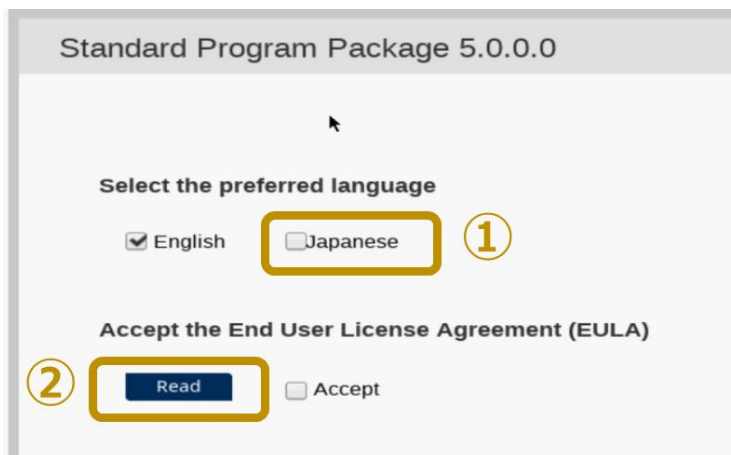 Standard Program Package 5.0.0.0
Select the preferred language
English Japanese ①
Accept the End User License Agreement (EULA)
② Read Accept